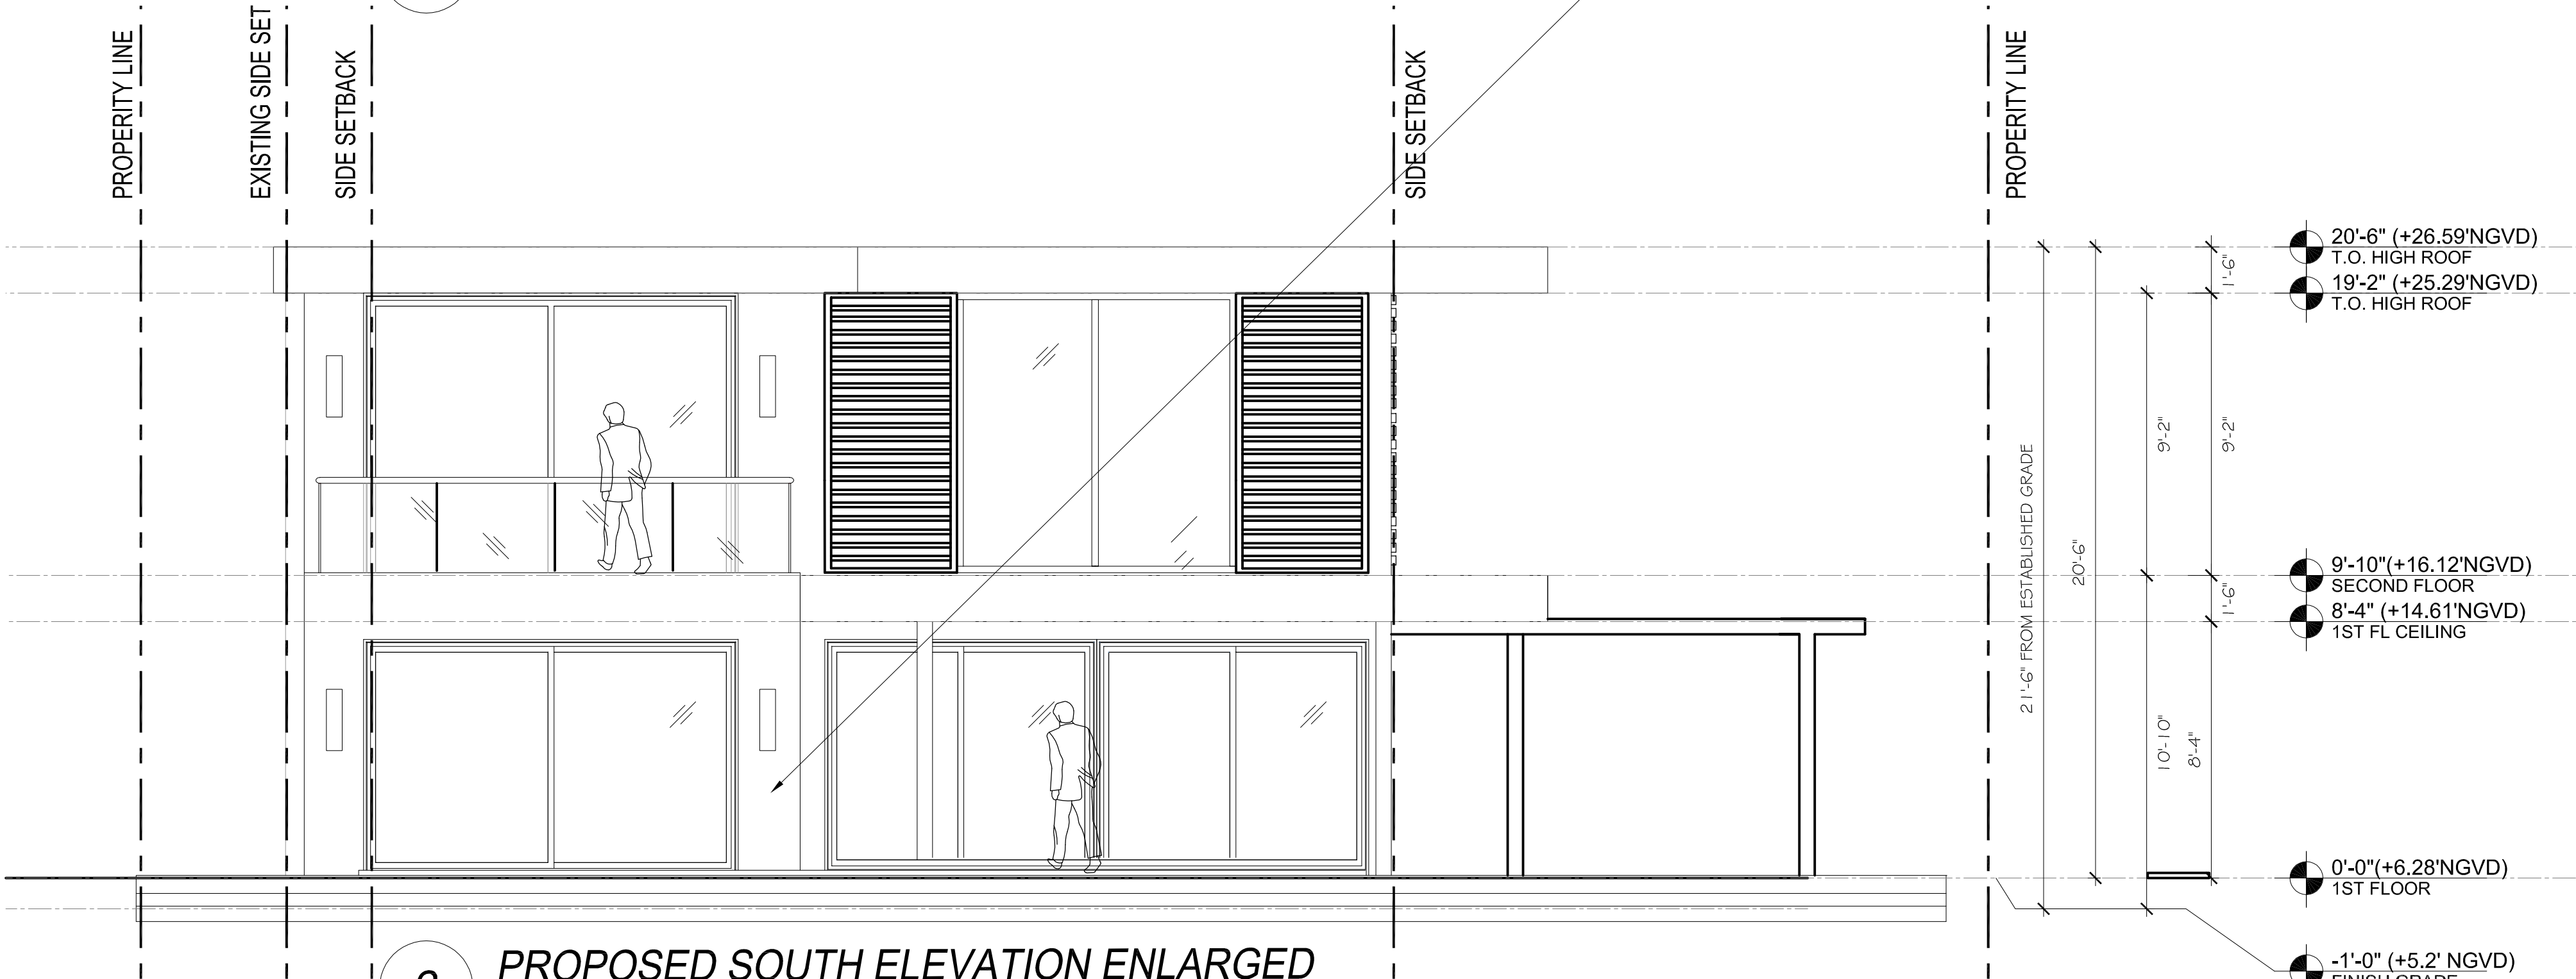 PROPERITY LINE
EXISTING SIDE SET
SIDE SETBACK
SIDE SETBACK
PROPERITY LINE
20'-6" (+26.59'NGVD)
T.O. HIGH ROOF
19'-2" (+25.29'NGVD)
T.O. HIGH ROOF
1'-6"
9'-2"
9'-2"
21'-6" FROM ESTABLISHED GRADE
20'-6"
9'-10"(+16.12'NGVD)
SECOND FLOOR
1'-6"
8'-4" (+14.61'NGVD)
1ST FL CEILING
10'-10"
8'-4"
0'-0"(+6.28'NGVD)
1ST FLOOR
PROPOSED SOUTH ELEVATION ENLARGED
-1'-0" (+5.2' NGVD)
FINISH GRADE